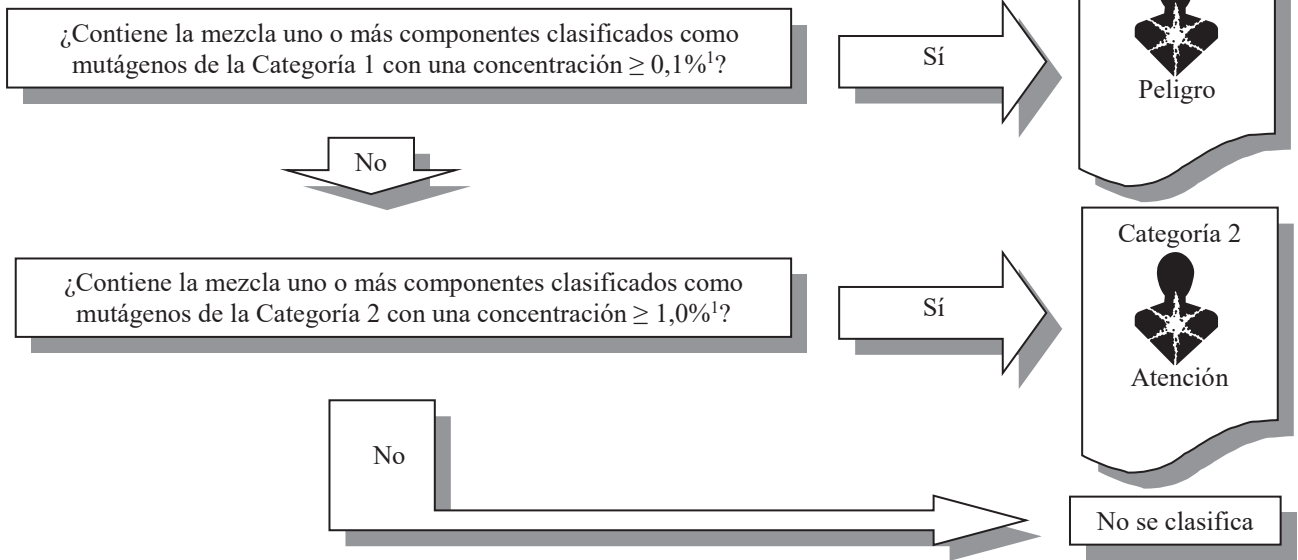 ¿Contiene la mezcla uno o más componentes clasificados como
mutágenos de la Categoría 1 con una concentración ≥ 0,1%¹?
Sí
Peligro
No
Categoría 2
¿Contiene la mezcla uno o más componentes clasificados como
mutágenos de la Categoría 2 con una concentración ≥ 1,0%¹?
Sí
Atención
No
No se clasifica